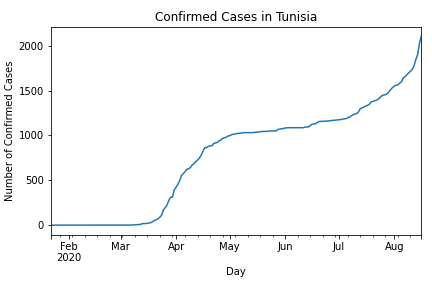 Confirmed Cases in Tunisia
Number of Confirmed Cases
2000
1500
1000
500
0
Feb Mar Apr May Jun Jul Aug
2020
Day